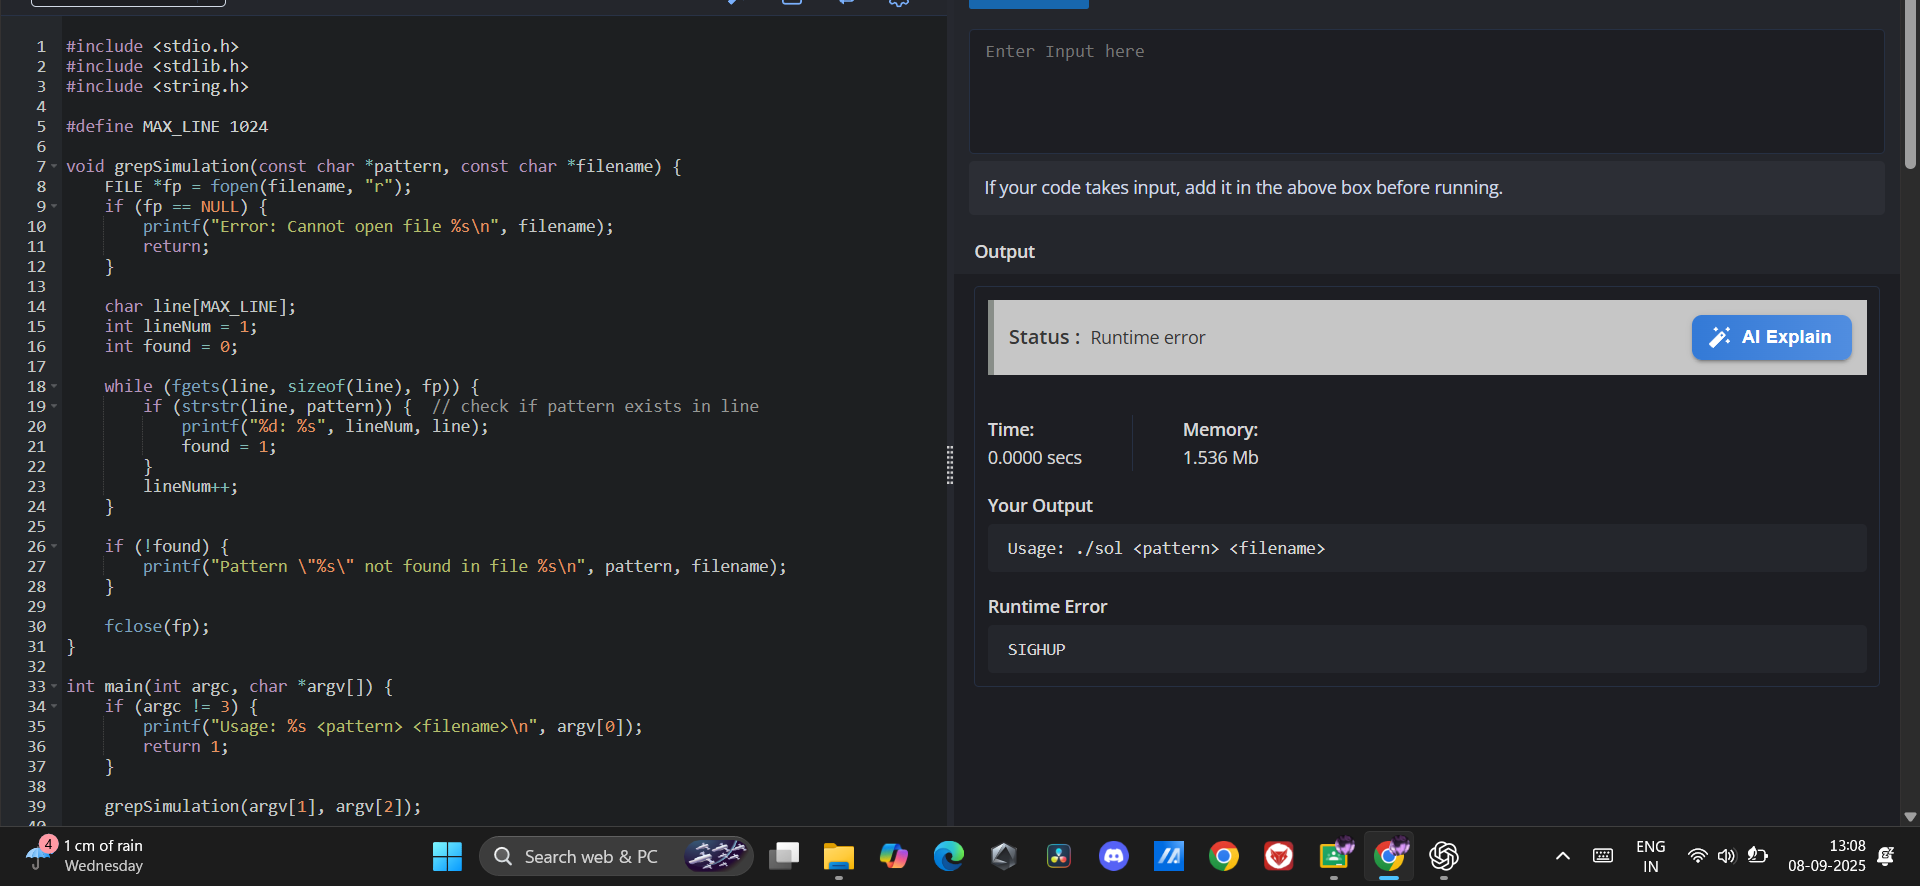 1 #include <stdio.h>
2 #include <stdlib.h>
3 #include <string.h>
4
5 #define MAX_LINE 1024
6
7 void grepSimulation(const char *pattern, const char *filename) {
8     FILE *fp = fopen(filename, "r");
9     if (fp == NULL) {
10         printf("Error: Cannot open file %s\n", filename);
11         return;
12     }
13
14     char line[MAX_LINE];
15     int lineNum = 1;
16     int found = 0;
17
18     while (fgets(line, sizeof(line), fp)) {
19         if (strstr(line, pattern)) {  // check if pattern exists in line
20             printf("%d: %s", lineNum, line);
21             found = 1;
22         }
23         lineNum++;
24     }
25
26     if (!found) {
27         printf("Pattern \"%s\" not found in file %s\n", pattern, filename);
28     }
29
30     fclose(fp);
31 }
32
33 int main(int argc, char *argv[]) {
34     if (argc != 3) {
35         printf("Usage: %s <pattern> <filename>\n", argv[0]);
36         return 1;
37     }
38
39     grepSimulation(argv[1], argv[2]);
40
Enter Input here
If your code takes input, add it in the above box before running.
Output
Status : Runtime error
AI Explain
Time: Memory:
0.0000 secs 1.536 Mb
Your Output
Usage: ./sol <pattern> <filename>
Runtime Error
SIGHUP
4 1 cm of rain
Wednesday
Search web & PC
ENG
IN
13:08
08-09-2025